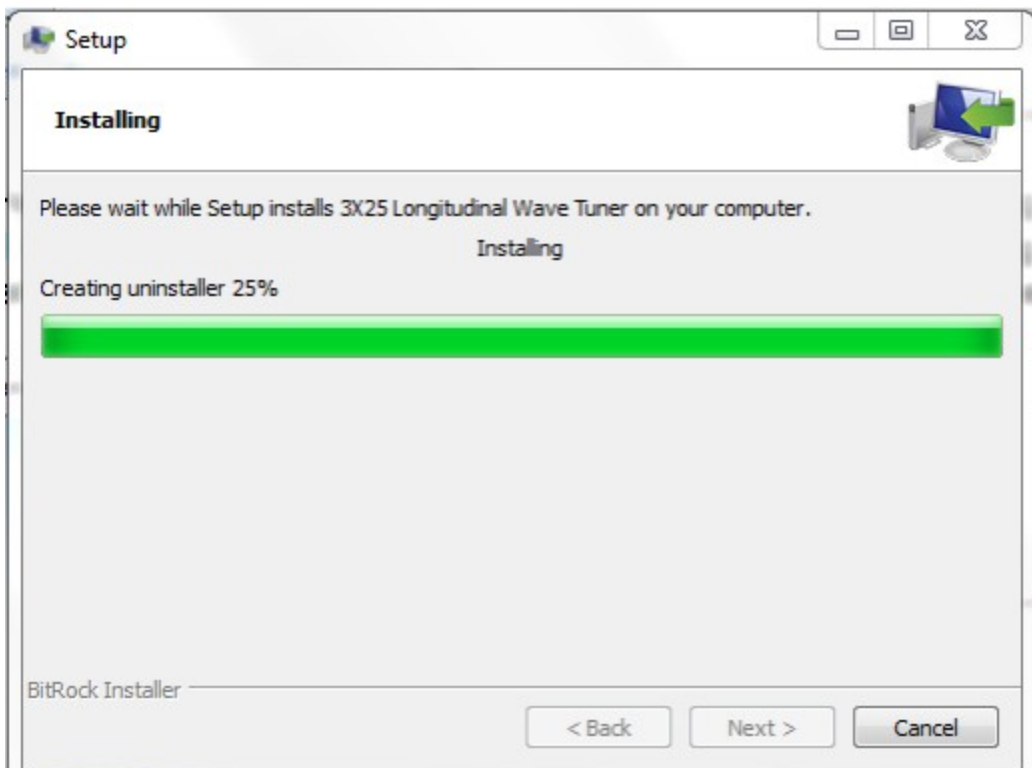 Setup
Installing
Please wait while Setup installs 3X25 Longitudinal Wave Tuner on your computer.
Installing
Creating uninstaller 25%
BitRock Installer
< Back Next > Cancel